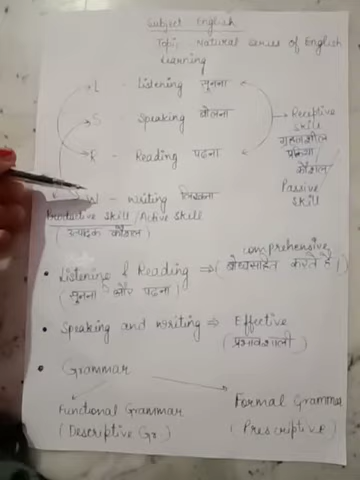 Subject English
Topic - Natural series of English
Learning
L Listening सुनना
S Speaking बोलना
R - Reading पढ़ना
W - Writing लिखना
Receptive
skill
ग्रहणशील
कौशल
Passive
skill
Productive skill / Active skill
(उत्पादक कौशल)
• Listening & Reading ⇒ comprehensive
करते हैं)
(सुनना और पढ़ना)
• Speaking and writing ⇒ Effective
(प्रभावशाली)
• Grammar
Functional Grammar
(Descriptive Gr.)
Formal Grammar
(Prescriptive)